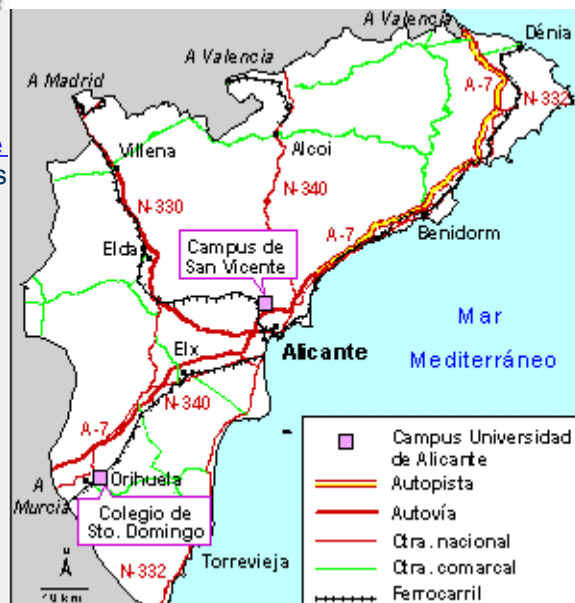 A Valencia
Dénia
A Valencia
A Madrid
A-7
N-332
Villena
Alcoi
N-330
N-340
A-7
Benidorm
Elda
Campus de
San Vicente
Mar
Mediterráneo
Alicante
Elx
N-340
A-7
Orihuela
A
Murcia
Colegio de
Sto. Domingo
N-332
Torrevieja
A
Campus Universidad
de Alicante
Autopista
Autovía
Ctra. nacional
Ctra. comarcal
Ferrocarril
e
s